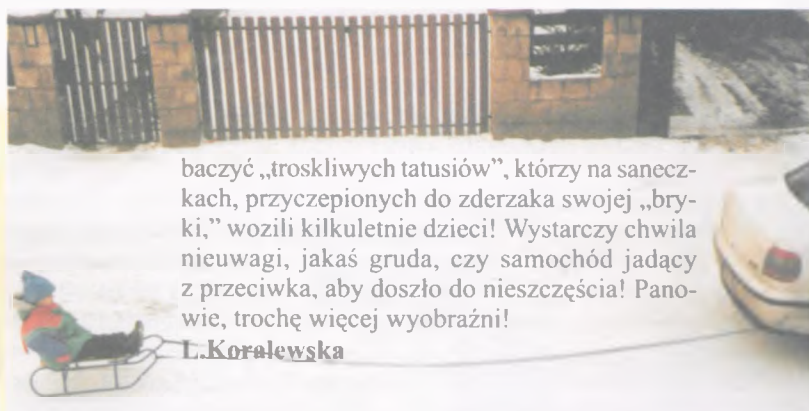 baczyć „troskliwych tatusiów”, którzy na sanecz-
kach, przyczepionych do zderzaka swojej „bry-
ki,” wozili kilkuletnie dzieci! Wystarczy chwila
nieuwagi, jakaś gruda, czy samochód jadący
z przeciwka, aby doszło do nieszczęścia! Pano-
wie, trochę więcej wyobraźni!
L.Koralewska